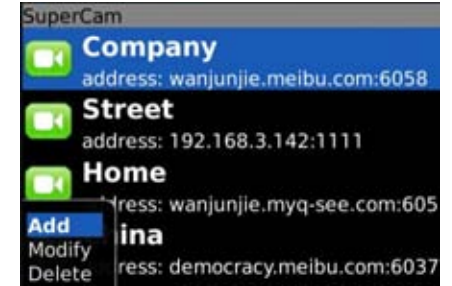 SuperCam
Company
address: wanjunjie.meibu.com:6058
Street
address: 192.168.3.142:1111
Home
dress: wanjunjie.myq-see.com:605
Add
ina
Modify
ress: democracy.meibu.com:6037
Delete